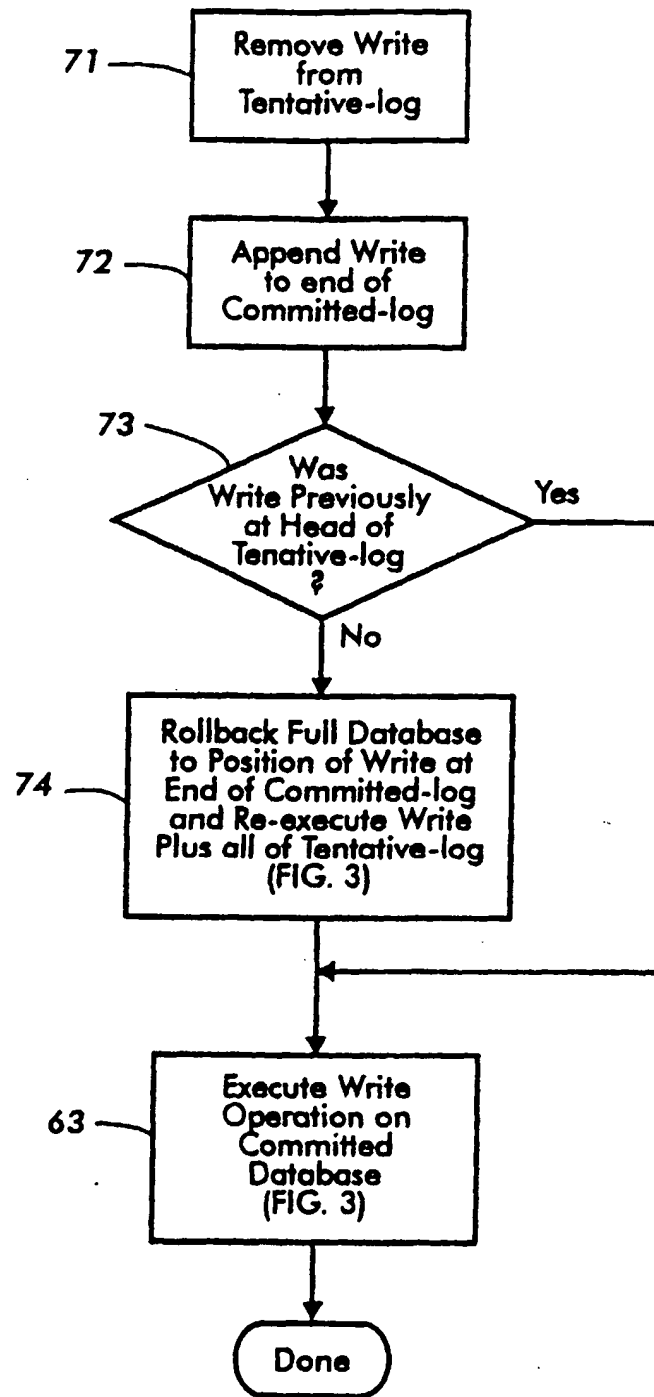 71
Remove Write
from
Tentative-log
72
Append Write
to end of
Committed-log
73
Was
Write Previously
at Head of
Tenative-log
?
Yes
No
74
Rollback Full Database
to Position of Write at
End of Committed-log
and Re-execute Write
Plus all of Tentative-log
(FIG. 3)
63
Execute Write
Operation on
Committed
Database
(FIG. 3)
Done